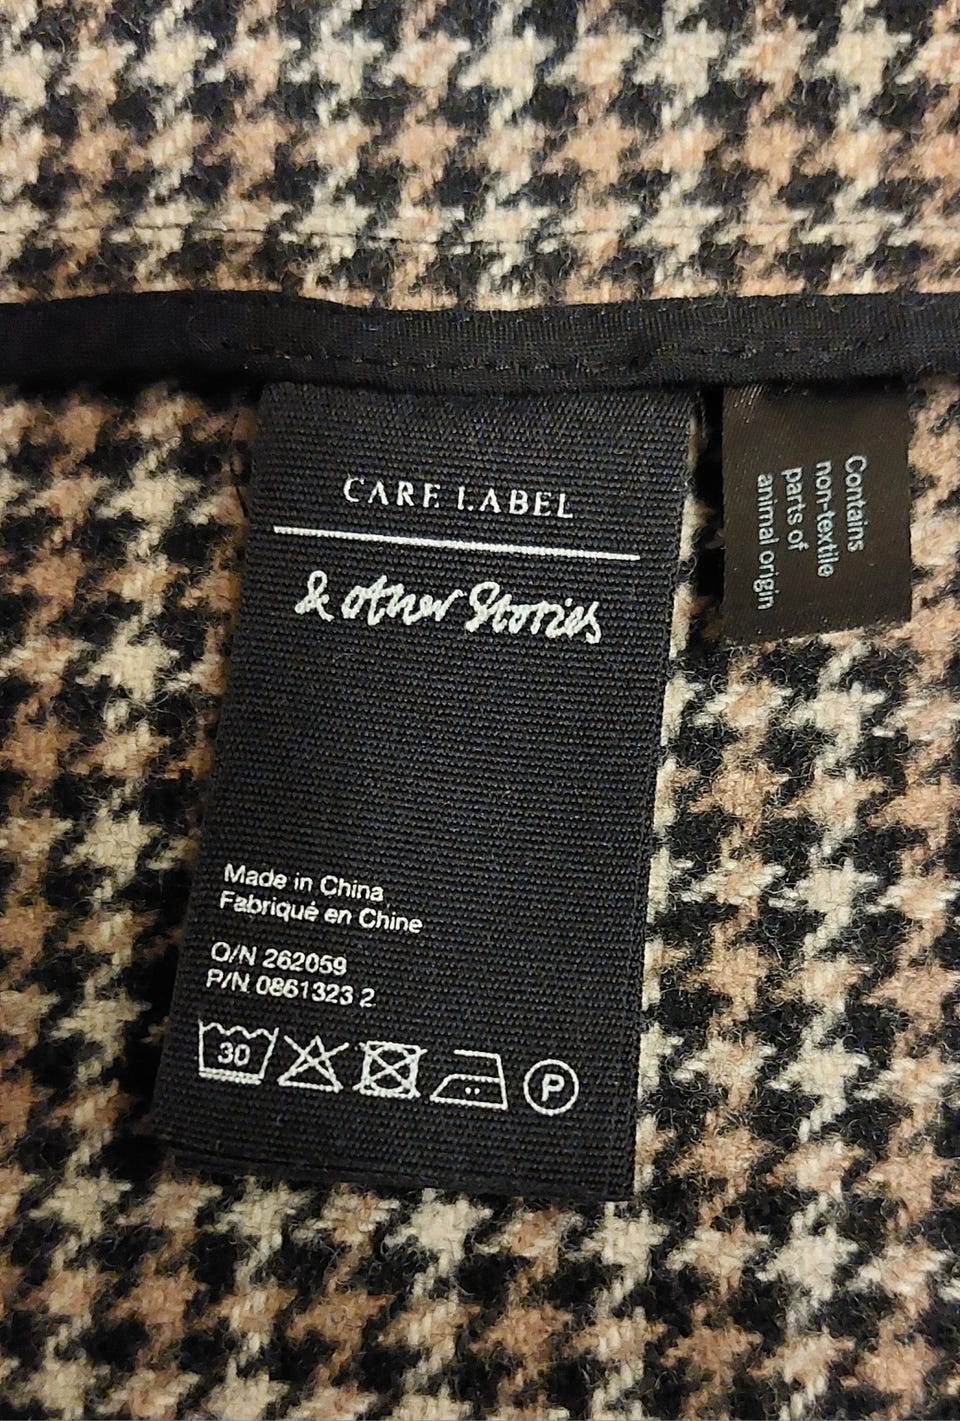 CARE LABEL
& other Stories
Made in China
Fabriqué en Chine
O/N 262059
P/N 0861323 2
30
P
Contains
non-textile
parts of
animal origin